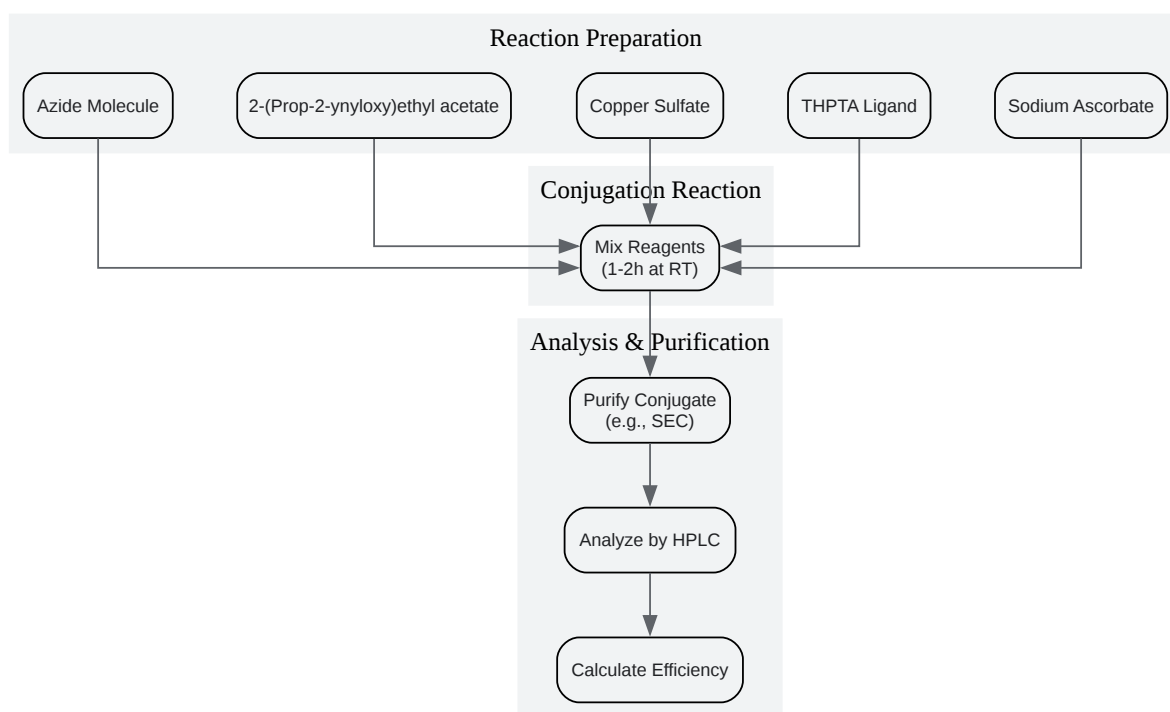 Reaction Preparation
Azide Molecule
2-(Prop-2-ynyloxy)ethyl acetate
Copper Sulfate
THPTA Ligand
Sodium Ascorbate
Conjugation Reaction
Mix Reagents
(1-2h at RT)
Analysis & Purification
Purify Conjugate
(e.g., SEC)
Analyze by HPLC
Calculate Efficiency